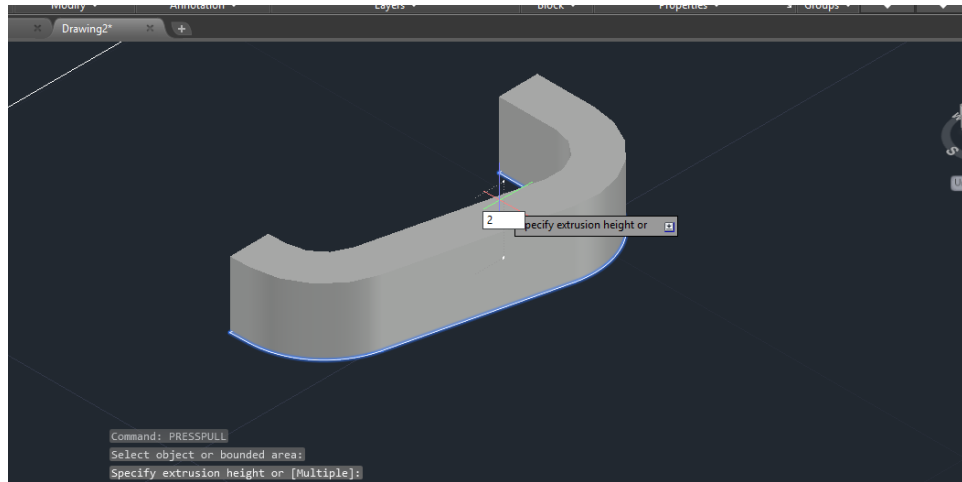 Modify Annotation Layers Block Properties Groups
Drawing2*
W
S
2 pecify extrusion height or
Command: PRESSPULL
Select object or bounded area:
Specify extrusion height or [Multiple]: